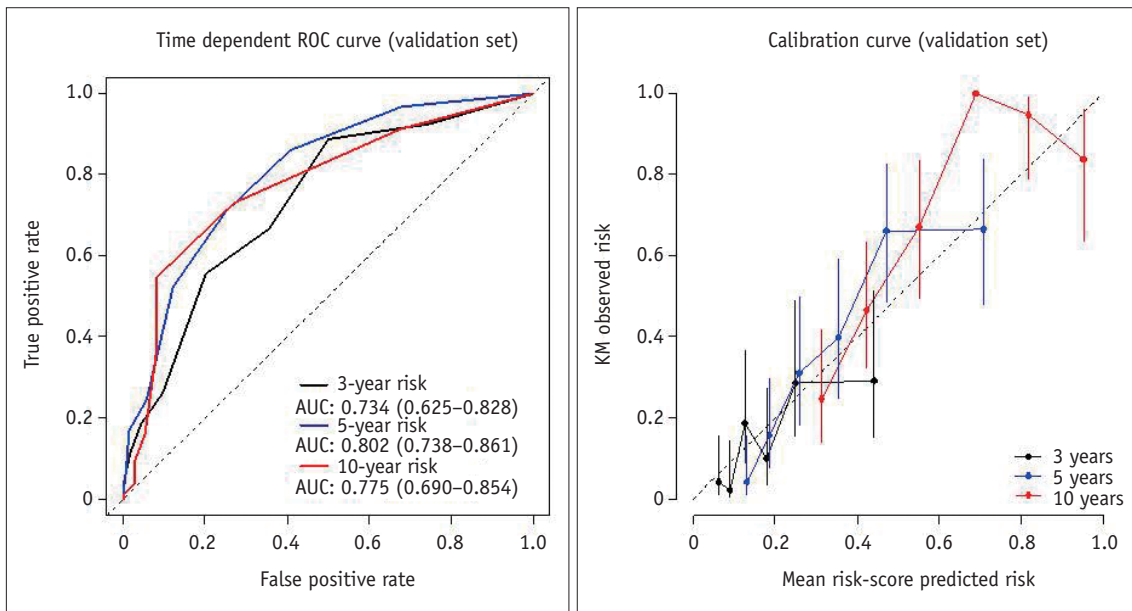 Time dependent ROC curve (validation set)
1.0
0.8
0.6
0.4
0.2
0
True positive rate
3-year risk
AUC: 0.734 (0.625–0.828)
5-year risk
AUC: 0.802 (0.738–0.861)
10-year risk
AUC: 0.775 (0.690–0.854)
0 0.2 0.4 0.6 0.8 1.0
False positive rate
Calibration curve (validation set)
1.0
0.8
0.6
0.4
0.2
0
KM observed risk
3 years
5 years
10 years
0 0.2 0.4 0.6 0.8 1.0
Mean risk-score predicted risk